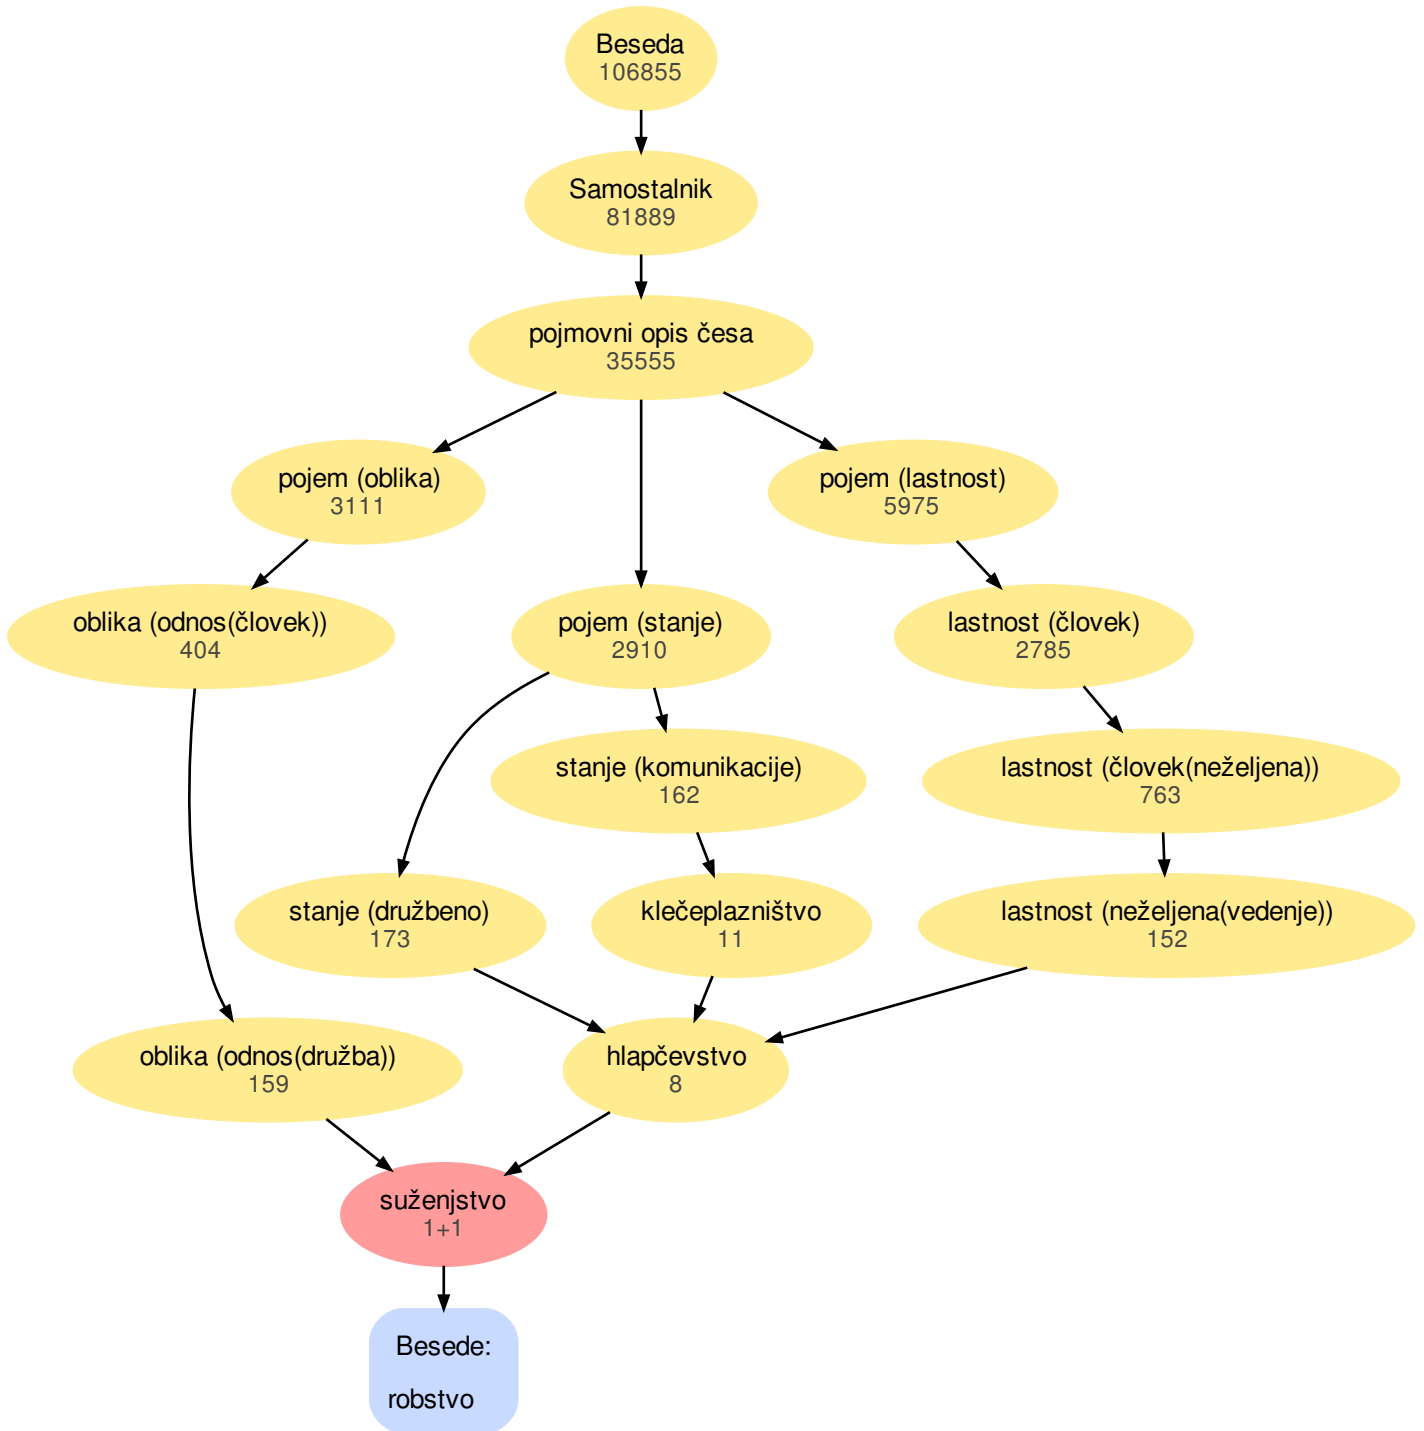 Beseda
106855
Samostalnik
81889
pojmovni opis česa
35555
pojem (oblika)
3111
pojem (lastnost)
5975
oblika (odnos(človek))
404
pojem (stanje)
2910
lastnost (človek)
2785
stanje (komunikacije)
162
lastnost (človek(neželjena))
763
stanje (družbeno)
173
klečeplazništvo
11
lastnost (neželjena(vedenje))
152
oblika (odnos(družba))
159
hlapčevstvo
8
suženjstvo
1+1
Besede:
robstvo